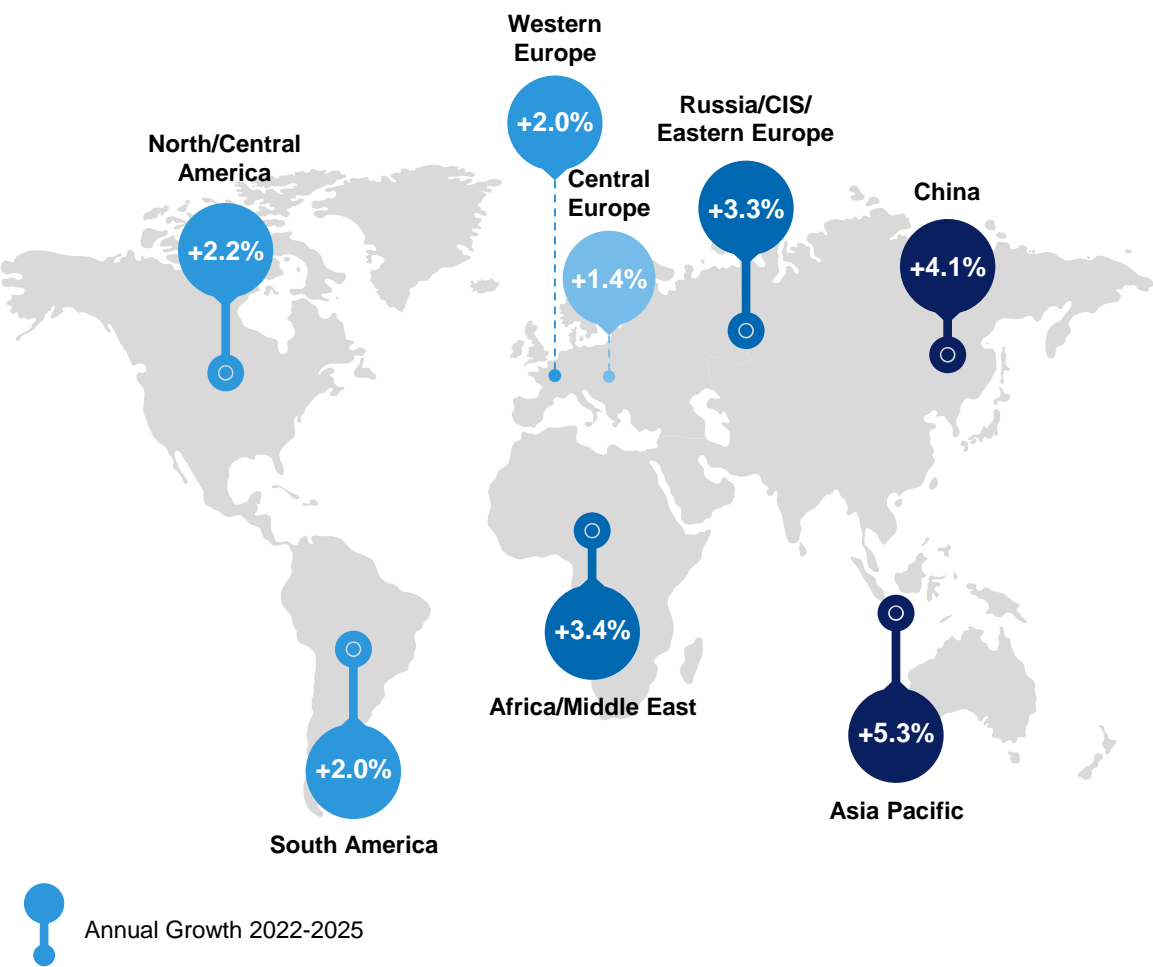 Western
Europe
+2.0%
Russia/CIS/
Eastern Europe
+3.3%
North/Central
America
+2.2%
Central
Europe
+1.4%
China
+4.1%
+3.4%
Africa/Middle East
+5.3%
Asia Pacific
+2.0%
South America
Annual Growth 2022-2025